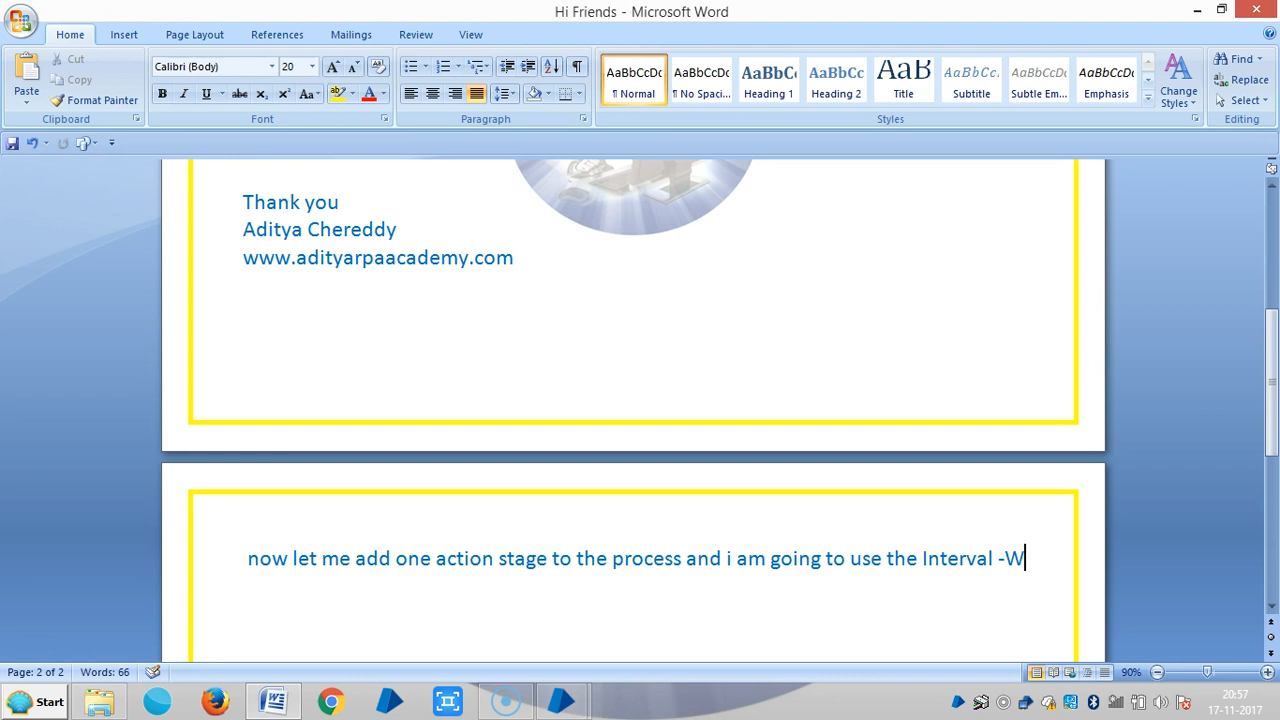 Hi Friends - Microsoft Word
Home Insert Page Layout References Mailings Review View
Cut
Copy
Paste
Format Painter
Clipboard
Calibri (Body) 20
Font
Paragraph
AaBbCcDc AaBbCcDc AaBbCc AaBbCc AaB AaBbCc. AaBbCcDc AaBbCcDc
¶ Normal ¶ No Spaci... Heading 1 Heading 2 Title Subtitle Subtle Em... Emphasis
Change Styles
Styles
Find
Replace
Select
Editing
Thank you
Aditya Chereddy
www.adityarpaacademy.com
now let me add one action stage to the process and i am going to use the Interval -W
Page: 2 of 2 Words: 66 90%
Start
20:57
17-11-2017